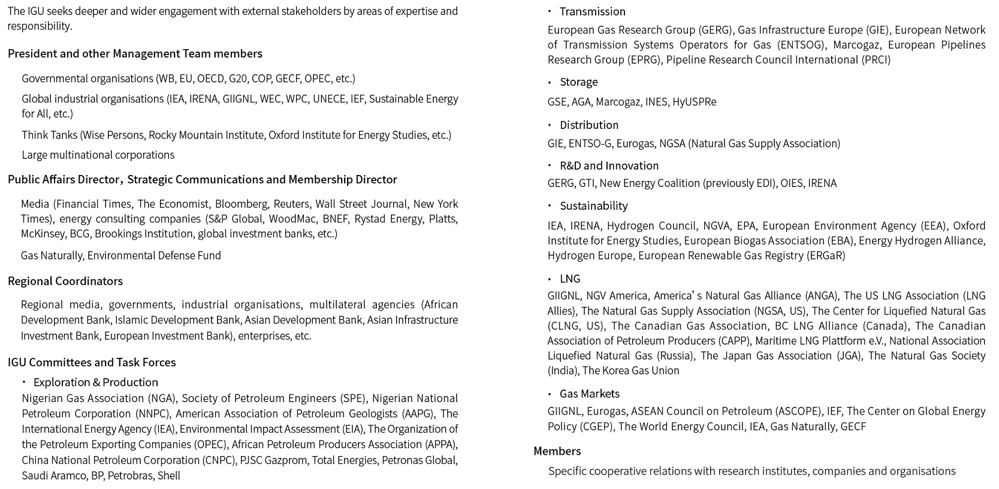 The IGU seeks deeper and wider engagement with external stakeholders by areas of expertise and
responsibility.
President and other Management Team members
Governmental organisations (WB, EU, OECD, G20, COP, GECF, OPEC, etc.)
Global industrial organisations (IEA, IRENA, GIIGNL, WEC, WPC, UNECE, IEF, Sustainable Energy
for All, etc.)
Think Tanks (Wise Persons, Rocky Mountain Institute, Oxford Institute for Energy Studies, etc.)
Large multinational corporations
Public Affairs Director, Strategic Communications and Membership Director
Media (Financial Times, The Economist, Bloomberg, Reuters, Wall Street Journal, New York
Times), energy consulting companies (S&P Global, WoodMac, BNEF, Rystad Energy, Platts,
McKinsey, BCG, Brookings Institution, global investment banks, etc.)
Gas Naturally, Environmental Defense Fund
Regional Coordinators
Regional media, governments, industrial organisations, multilateral agencies (African
Development Bank, Islamic Development Bank, Asian Development Bank, Asian Infrastructure
Investment Bank, European Investment Bank), enterprises, etc.
IGU Committees and Task Forces
• Exploration & Production
Nigerian Gas Association (NGA), Society of Petroleum Engineers (SPE), Nigerian National
Petroleum Corporation (NNPC), American Association of Petroleum Geologists (AAPG), The
International Energy Agency (IEA), Environmental Impact Assessment (EIA), The Organization of
the Petroleum Exporting Companies (OPEC), African Petroleum Producers Association (APPA),
China National Petroleum Corporation (CNPC), PJSC Gazprom, Total Energies, Petronas Global,
Saudi Aramco, BP, Petrobras, Shell
• Transmission
European Gas Research Group (GERG), Gas Infrastructure Europe (GIE), European Network
of Transmission Systems Operators for Gas (ENTSOG), Marcogaz, European Pipelines
Research Group (EPRG), Pipeline Research Council International (PRCI)
• Storage
GSE, AGA, Marcogaz, INES, HyUSPRe
• Distribution
GIE, ENTSO-G, Eurogas, NGSA (Natural Gas Supply Association)
• R&D and Innovation
GERG, GTI, New Energy Coalition (previously EDI), OIES, IRENA
• Sustainability
IEA, IRENA, Hydrogen Council, NGVA, EPA, European Environment Agency (EEA), Oxford
Institute for Energy Studies, European Biogas Association (EBA), Energy Hydrogen Alliance,
Hydrogen Europe, European Renewable Gas Registry (ERGaR)
• LNG
GIIGNL, NGV America, America's Natural Gas Alliance (ANGA), The US LNG Association (LNG
Allies), The Natural Gas Supply Association (NGSA, US), The Center for Liquefied Natural Gas
(CLNG, US), The Canadian Gas Association, BC LNG Alliance (Canada), The Canadian
Association of Petroleum Producers (CAPP), Maritime LNG Plattform e.V., National Association
Liquefied Natural Gas (Russia), The Japan Gas Association (JGA), The Natural Gas Society
(India), The Korea Gas Union
• Gas Markets
GIIGNL, Eurogas, ASEAN Council on Petroleum (ASCOPE), IEF, The Center on Global Energy
Policy (CGEP), The World Energy Council, IEA, Gas Naturally, GECF
Members
Specific cooperative relations with research institutes, companies and organisations